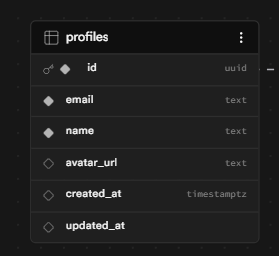 profiles
id uuid
email text
name text
avatar_url text
created_at timestamptz
updated_at